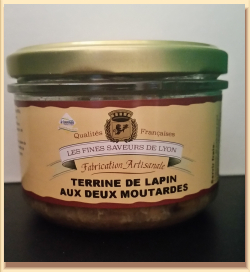 Qualités Françaises
LES FINES SAVEURS DE LYON
Fabrication Artisanale
TERRINE DE LAPIN
AUX DEUX MOUTARDES